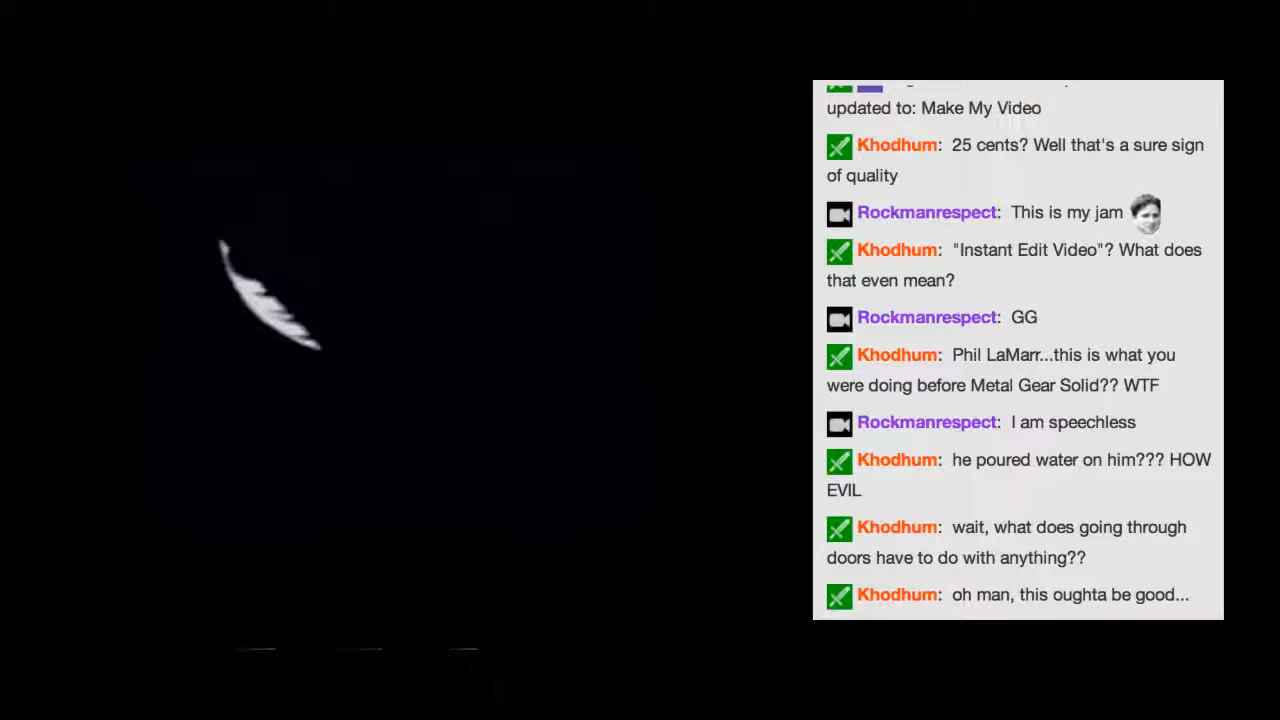 updated to: Make My Video
Khodhum: 25 cents? Well that's a sure sign
of quality
Rockmanrespect: This is my jam
Khodhum: "Instant Edit Video"? What does
that even mean?
Rockmanrespect: GG
Khodhum: Phil LaMarr...this is what you
were doing before Metal Gear Solid?? WTF
Rockmanrespect: I am speechless
Khodhum: he poured water on him??? HOW
EVIL
Khodhum: wait, what does going through
doors have to do with anything??
Khodhum: oh man, this oughta be good...